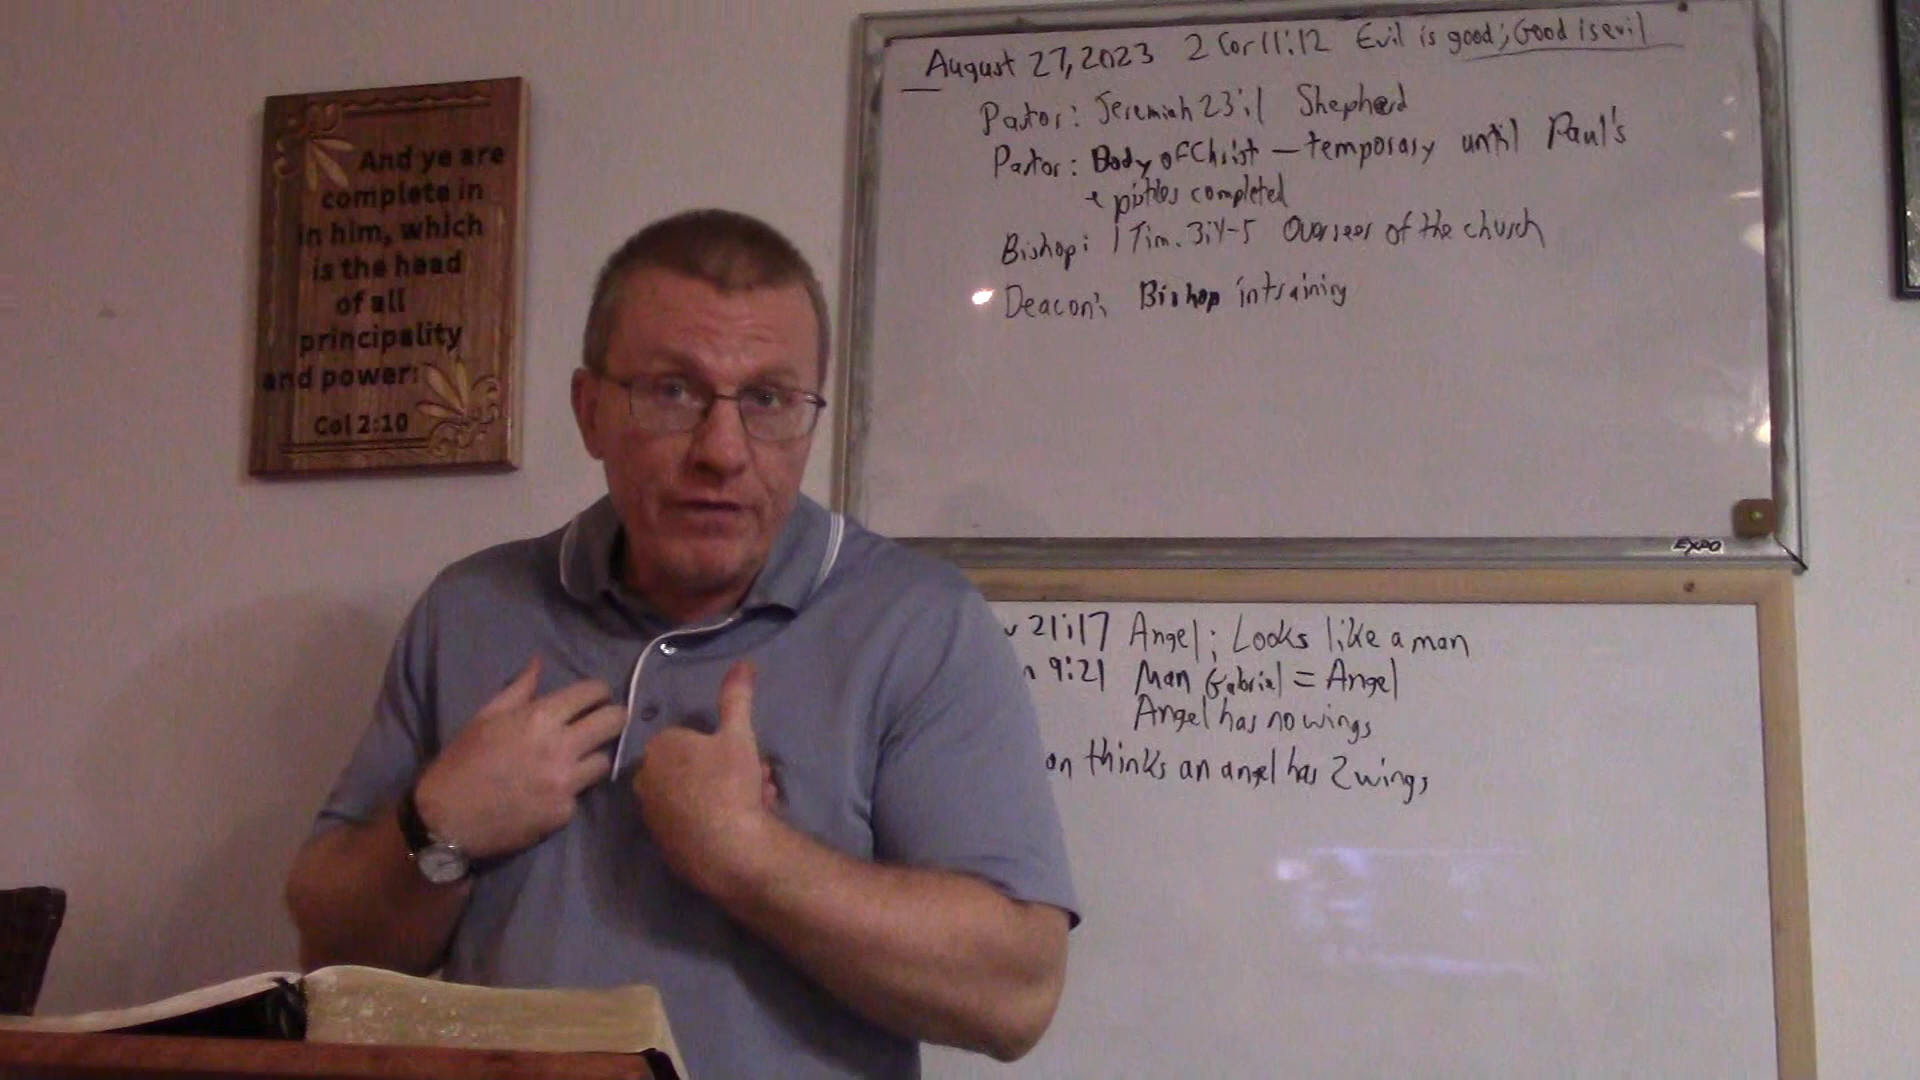 And ye are
complete in
in him, which
is the head
of all
principality
and power:
Col 2:10
August 27, 2023 2 Cor 11:12 Evil is good; Good is evil
Pastor: Jeremiah 23:1 Shepherd
Pastor: Body of Christ – temporary until Paul's
epistles completed
Bishop: 1 Tim. 3:4-5 Overseer of the church
Deacon: Bishop in training
EXPO
v 21:17 Angel: Looks like a man
n 9:21 Man Gabriel = Angel
Angel has no wings
on thinks an angel has 2 wings